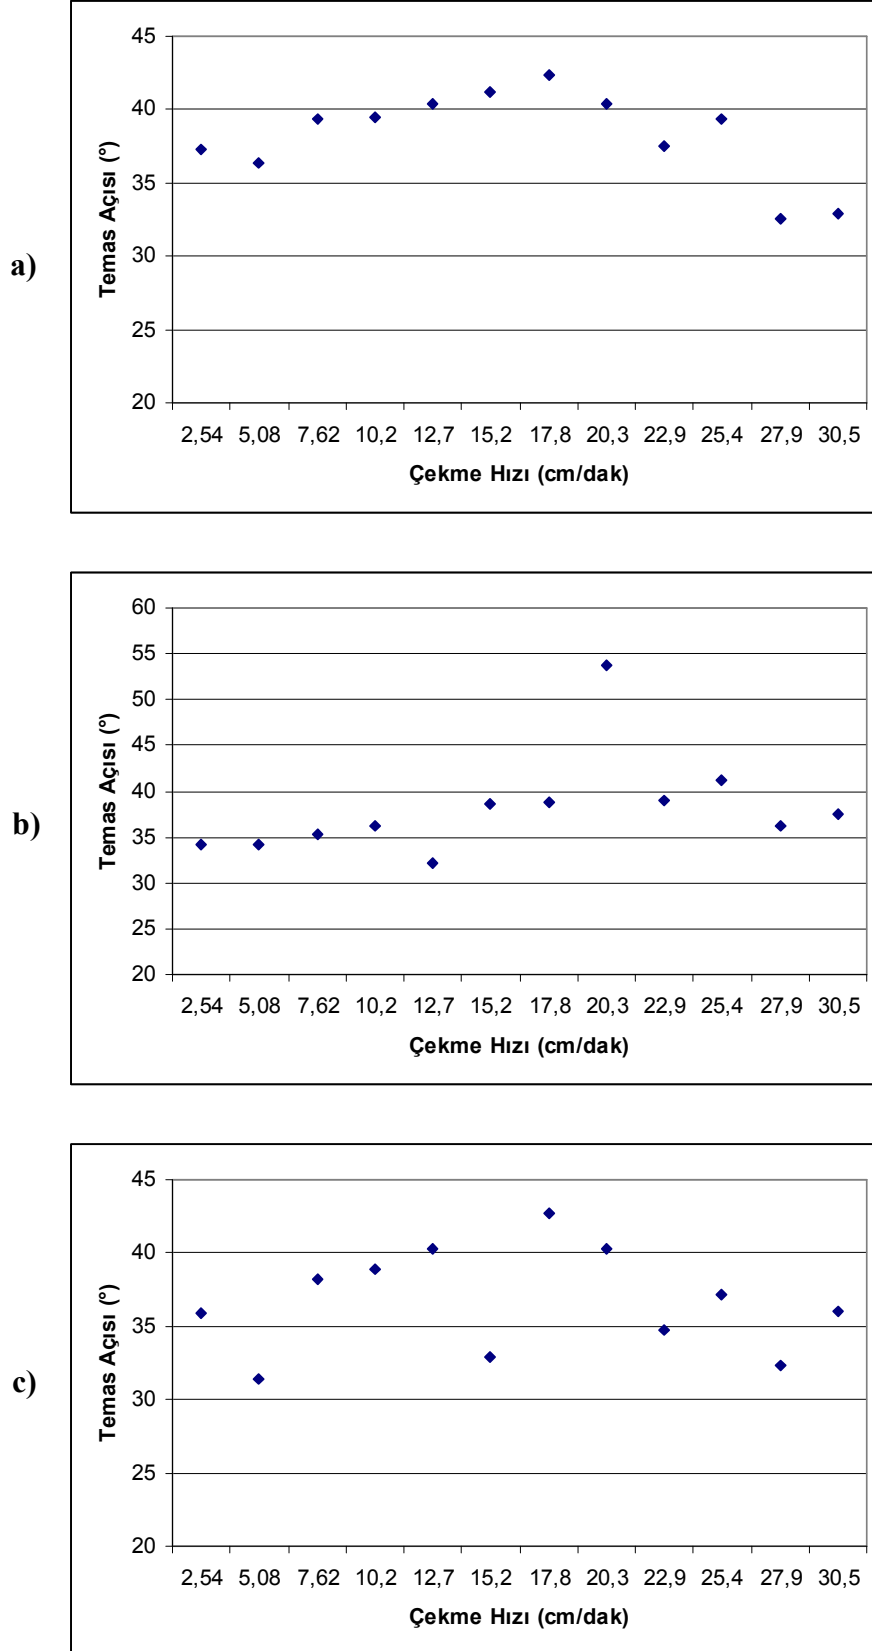 a)
Temas Açısı (°)
45
40
35
30
25
20
2,54 5,08 7,62 10,2 12,7 15,2 17,8 20,3 22,9 25,4 27,9 30,5
Çekme Hızı (cm/dak)
b)
Temas Açısı (°)
60
55
50
45
40
35
30
25
20
2,54 5,08 7,62 10,2 12,7 15,2 17,8 20,3 22,9 25,4 27,9 30,5
Çekme Hızı (cm/dak)
c)
Temas Açısı (°)
45
40
35
30
25
20
2,54 5,08 7,62 10,2 12,7 15,2 17,8 20,3 22,9 25,4 27,9 30,5
Çekme Hızı (cm/dak)